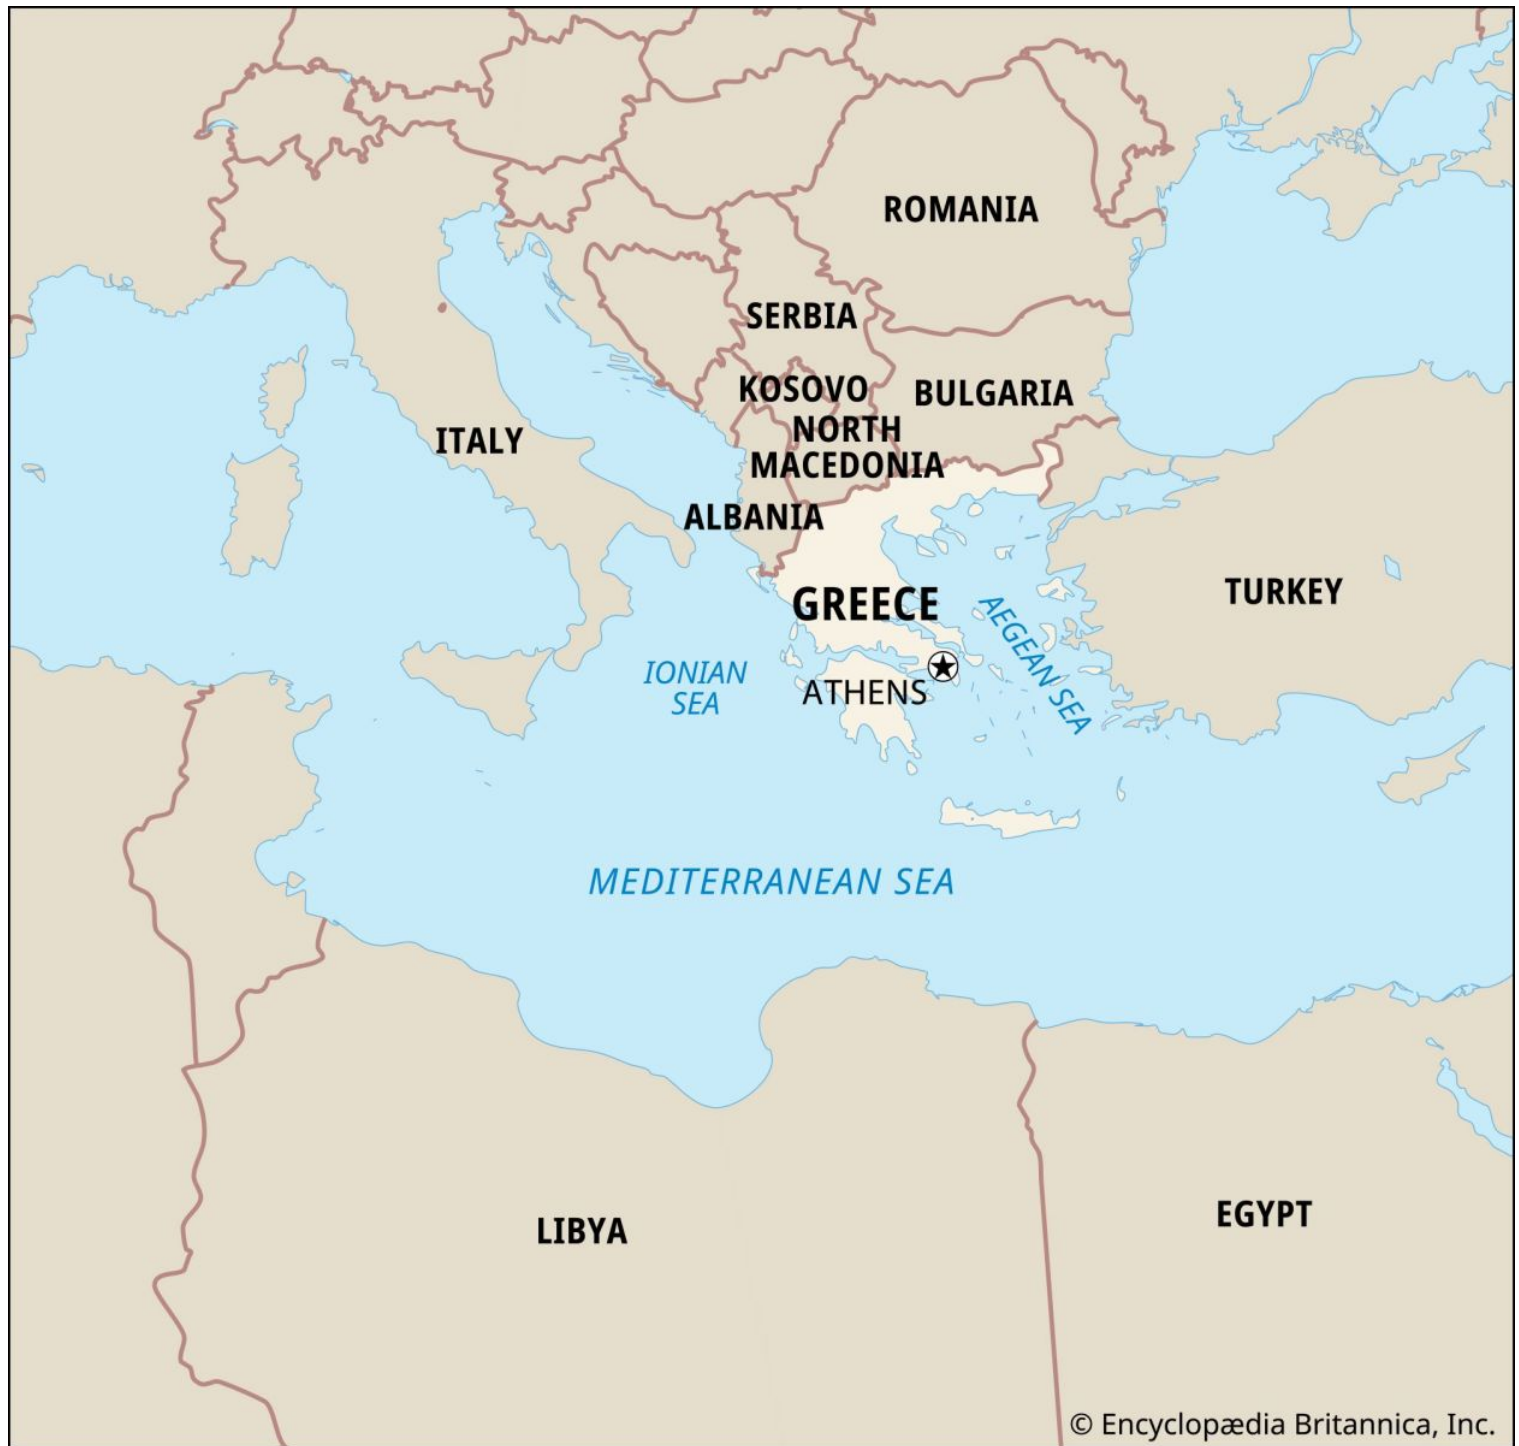 ROMANIA
SERBIA
KOSOVO
BULGARIA
NORTH
MACEDONIA
ITALY
ALBANIA
GREECE
TURKEY
AEGEAN SEA
IONIAN
SEA
ATHENS
MEDITERRANEAN SEA
LIBYA
EGYPT
© Encyclopædia Britannica, Inc.